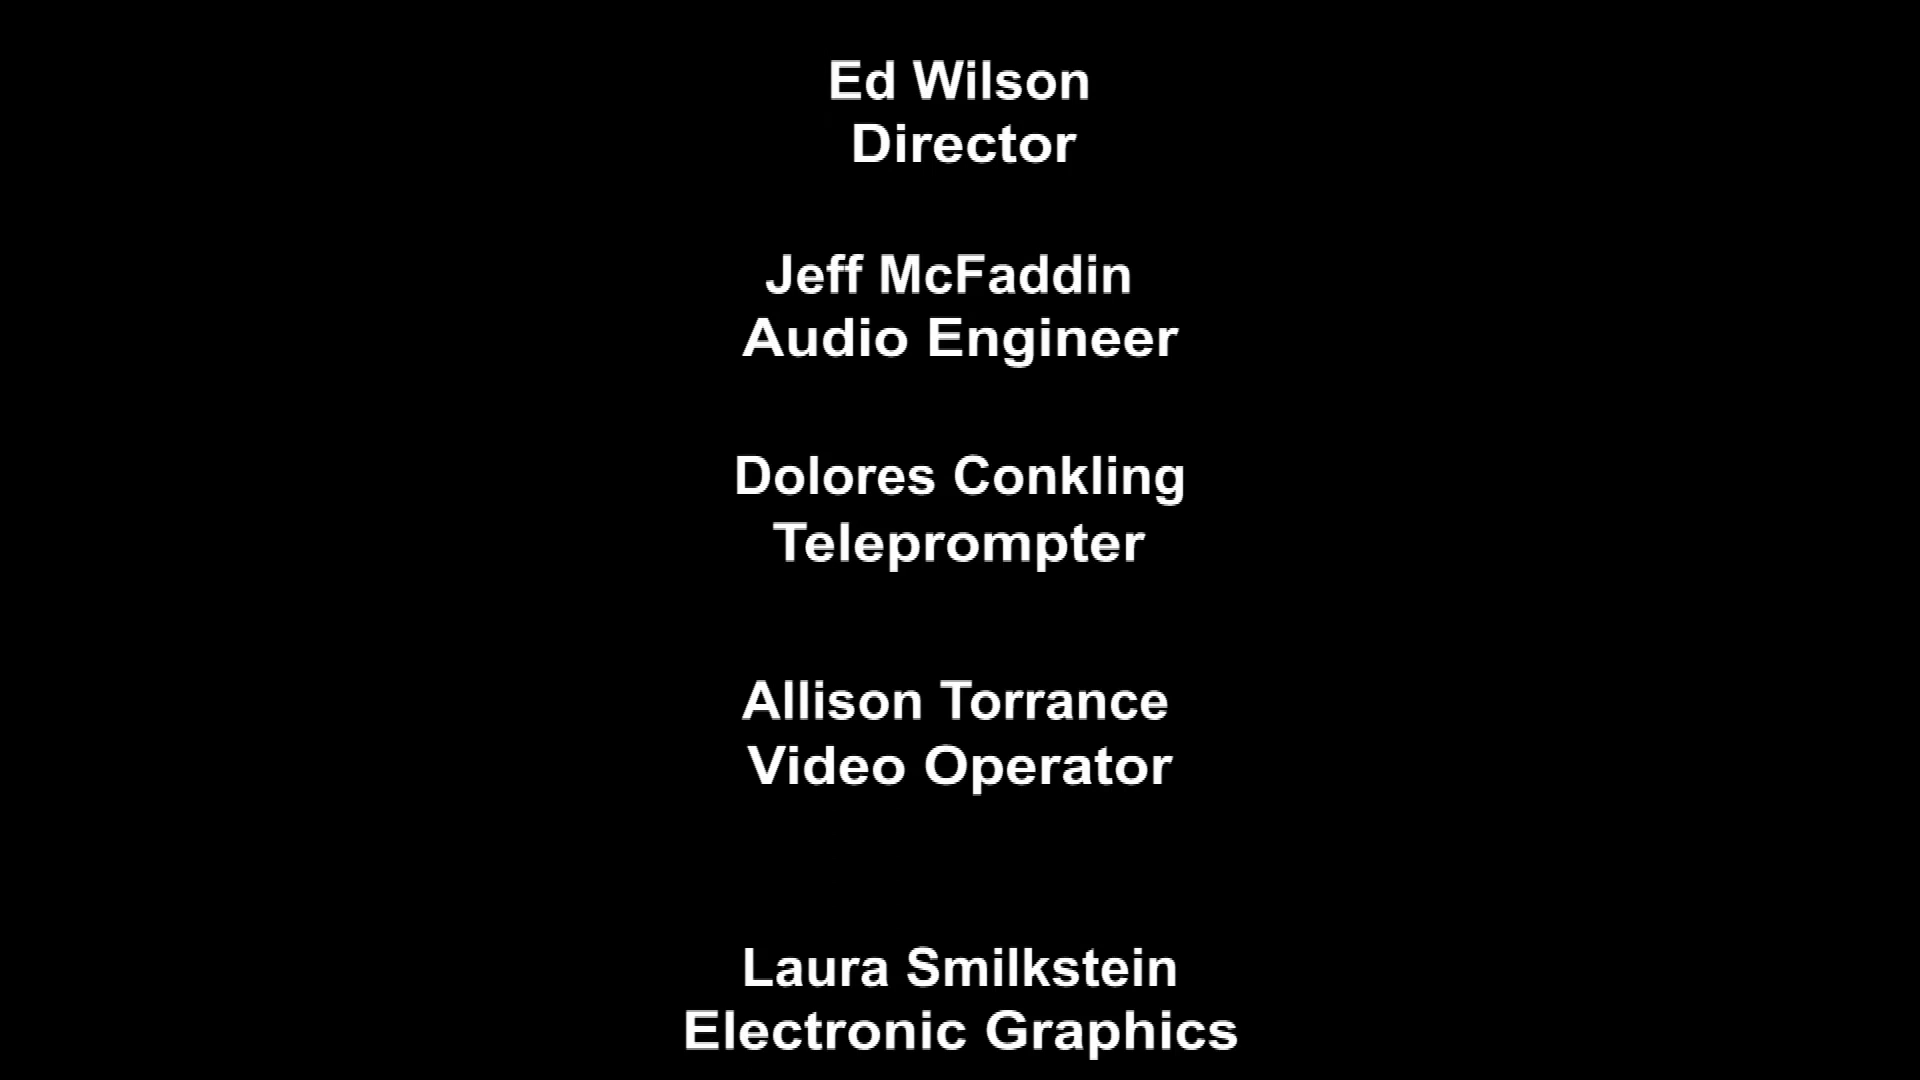 Ed Wilson
Director
Jeff McFaddin
Audio Engineer
Dolores Conkling
Teleprompter
Allison Torrance
Video Operator
Laura Smilkstein
Electronic Graphics